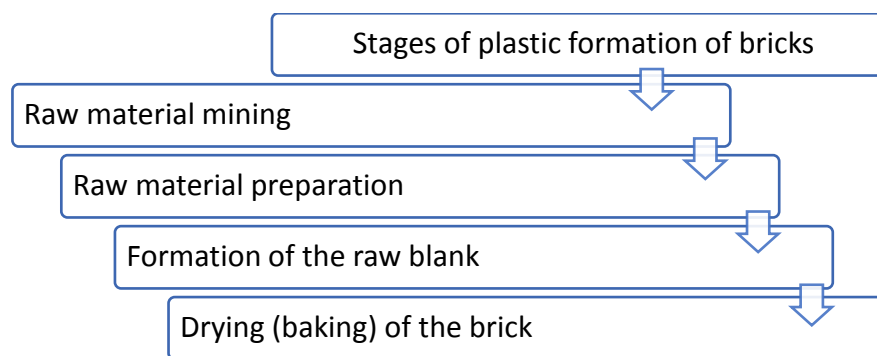 Stages of plastic formation of bricks
Raw material mining
Raw material preparation
Formation of the raw blank
Drying (baking) of the brick